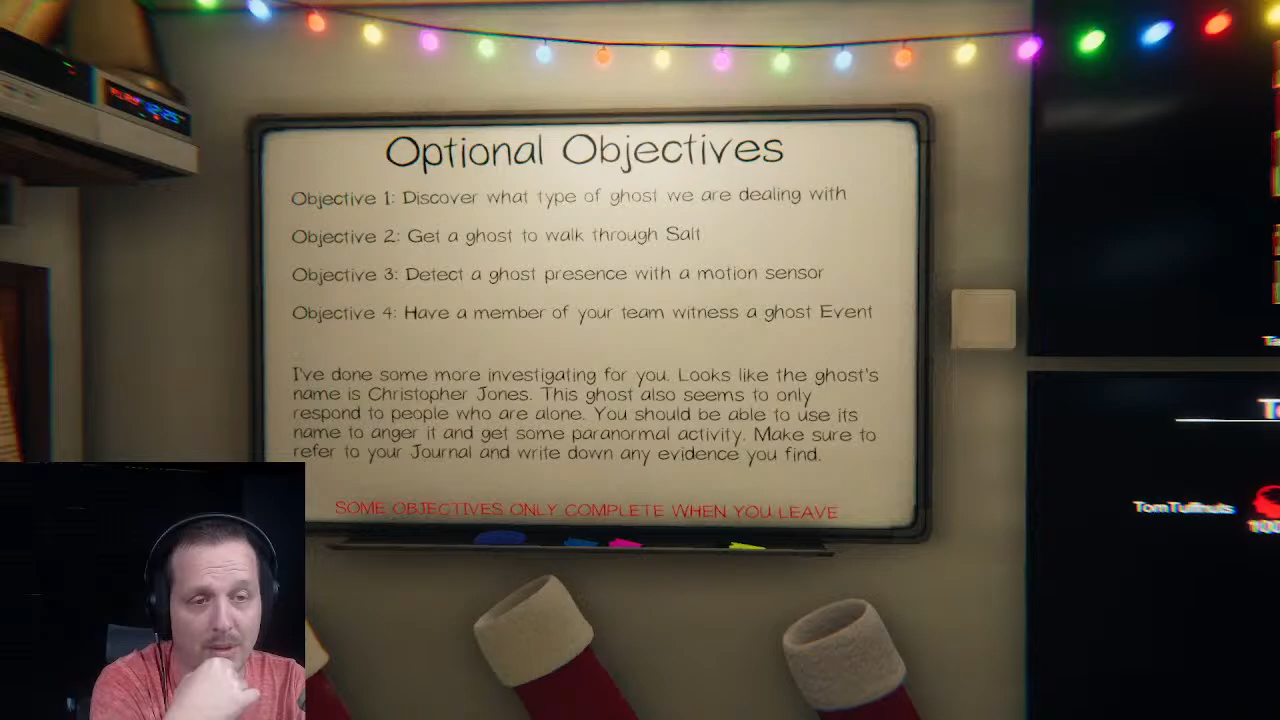 Optional Objectives
Objective 1: Discover what type of ghost we are dealing with
Objective 2: Get a ghost to walk through Salt
Objective 3: Detect a ghost presence with a motion sensor
Objective 4: Have a member of your team witness a ghost Event
I've done some more investigating for you. Looks like the ghost's
name is Christopher Jones. This ghost also seems to only
respond to people who are alone. You should be able to use its
name to anger it and get some paranormal activity. Make sure to
refer to your Journal and write down any evidence you find.
SOME OBJECTIVES ONLY COMPLETE WHEN YOU LEAVE
TomTuffnuts